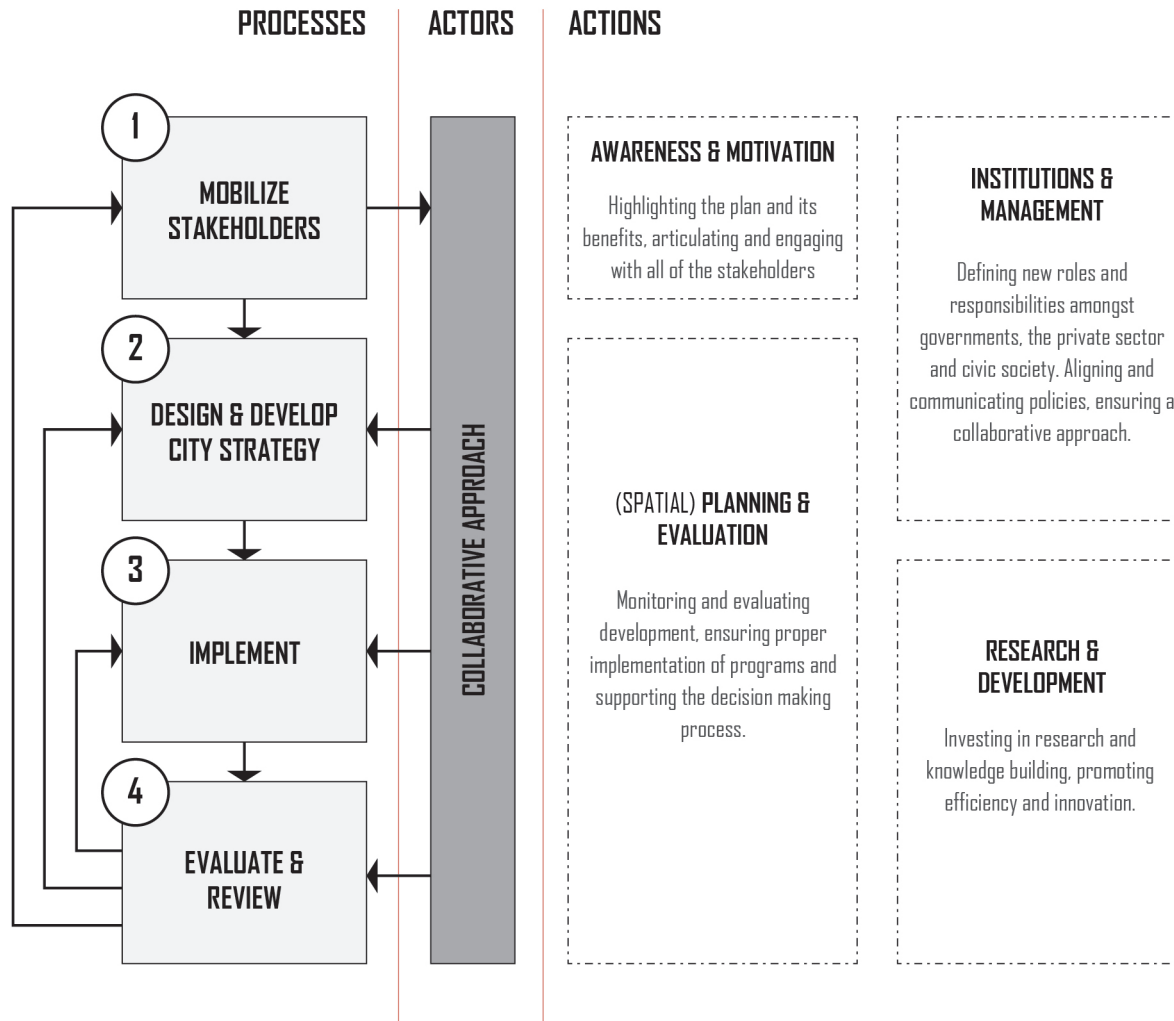 PROCESSES
ACTORS
ACTIONS
1
MOBILIZE
STAKEHOLDERS
2
DESIGN & DEVELOP
CITY STRATEGY
3
IMPLEMENT
4
EVALUATE &
REVIEW
COLLABORATIVE APPROACH
AWARENESS & MOTIVATION
Highlighting the plan and its
benefits, articulating and engaging
with all of the stakeholders
(SPATIAL) PLANNING &
EVALUATION
Monitoring and evaluating
development, ensuring proper
implementation of programs and
supporting the decision making
process.
INSTITUTIONS &
MANAGEMENT
Defining new roles and
responsibilities amongst
governments, the private sector
and civic society. Aligning and
communicating policies, ensuring a
collaborative approach.
RESEARCH &
DEVELOPMENT
Investing in research and
knowledge building, promoting
efficiency and innovation.